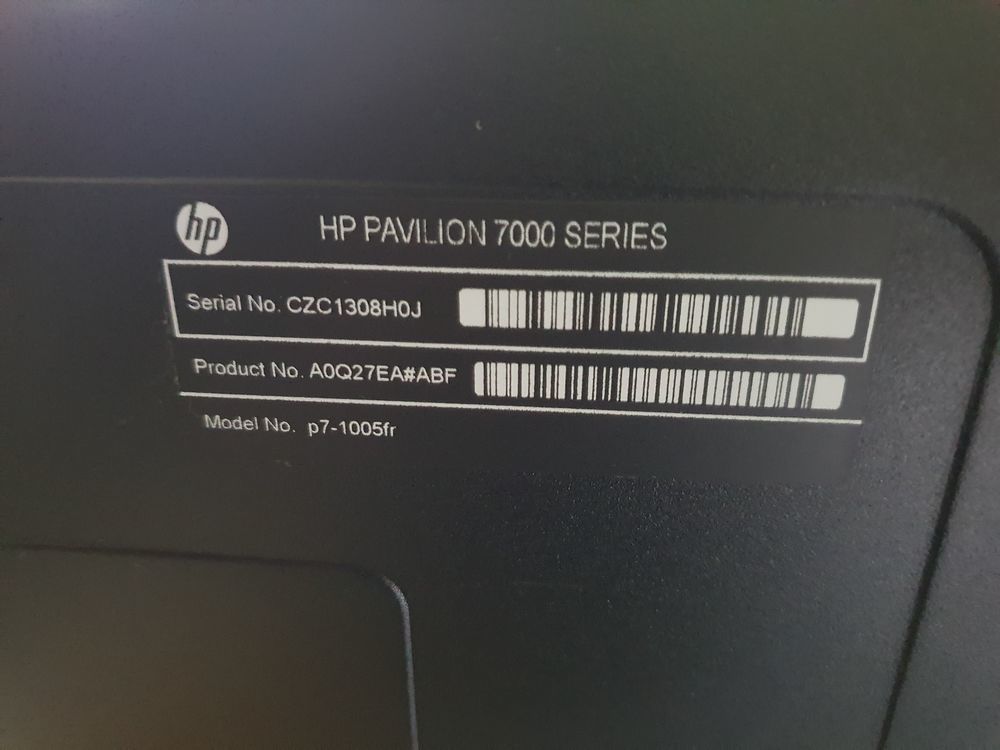 hp HP PAVILION 7000 SERIES
Serial No. CZC1308H0J
Product No. A0Q27EA#ABF
Model No. p7-1005fr